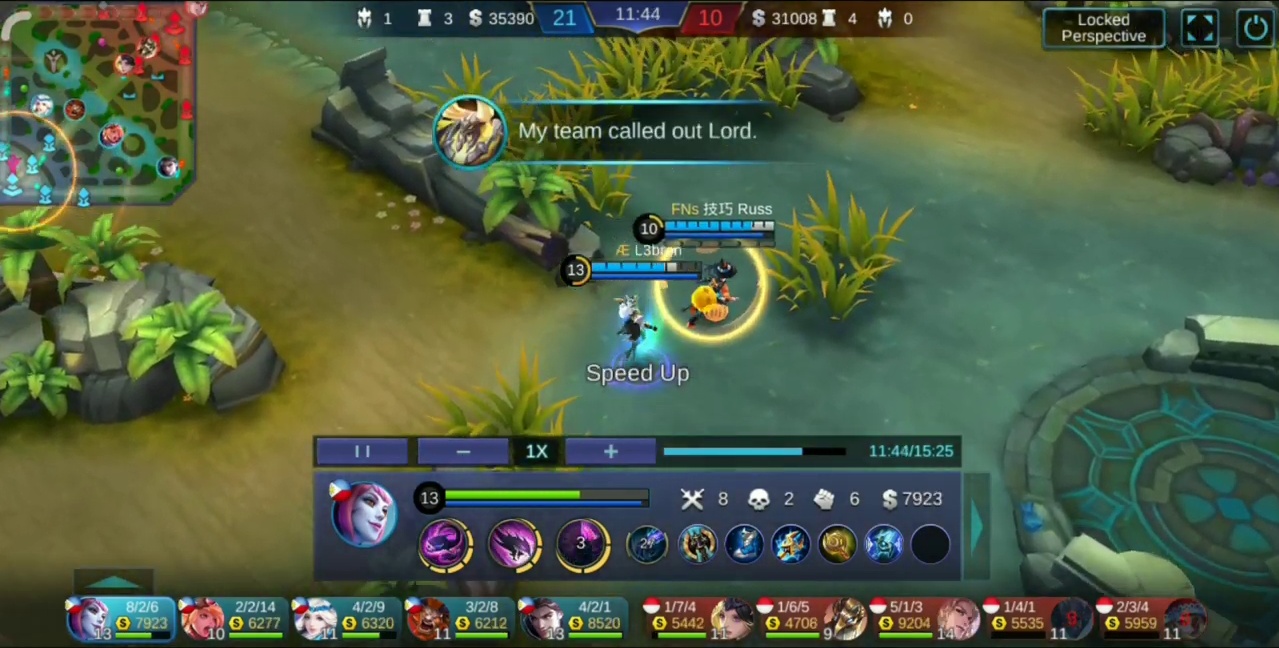 1 3 35390 21 11:44 10 31008 4 0
Locked
Perspective
My team called out Lord.
FNs 技巧 Russ
10
Æ L3bron
13
Speed Up
1X
11:44/15:25
13 8 2 6 $7923
3
8/2/6 2/2/14 4/2/9 3/2/8 4/2/1 1/7/4 1/6/5 5/1/3 1/4/1 2/3/4
7923 6277 6320 6212 8520 5442 4708 9204 5535 5959
13 10 11 11 13 11 9 14 11 11